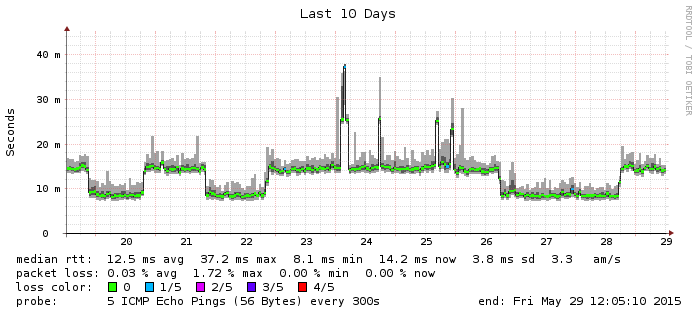 Last 10 Days
RRDTOOL / TOBI OETIKER
Seconds
40 m
30 m
20 m
10 m
0
20 21 22 23 24 25 26 27 28 29
median rtt: 12.5 ms avg 37.2 ms max 8.1 ms min 14.2 ms now 3.8 ms sd 3.3 am/s
packet loss: 0.03 % avg 1.72 % max 0.00 % min 0.00 % now
loss color: 0 1/5 2/5 3/5 4/5
probe: 5 ICMP Echo Pings (56 Bytes) every 300s end: Fri May 29 12:05:10 2015